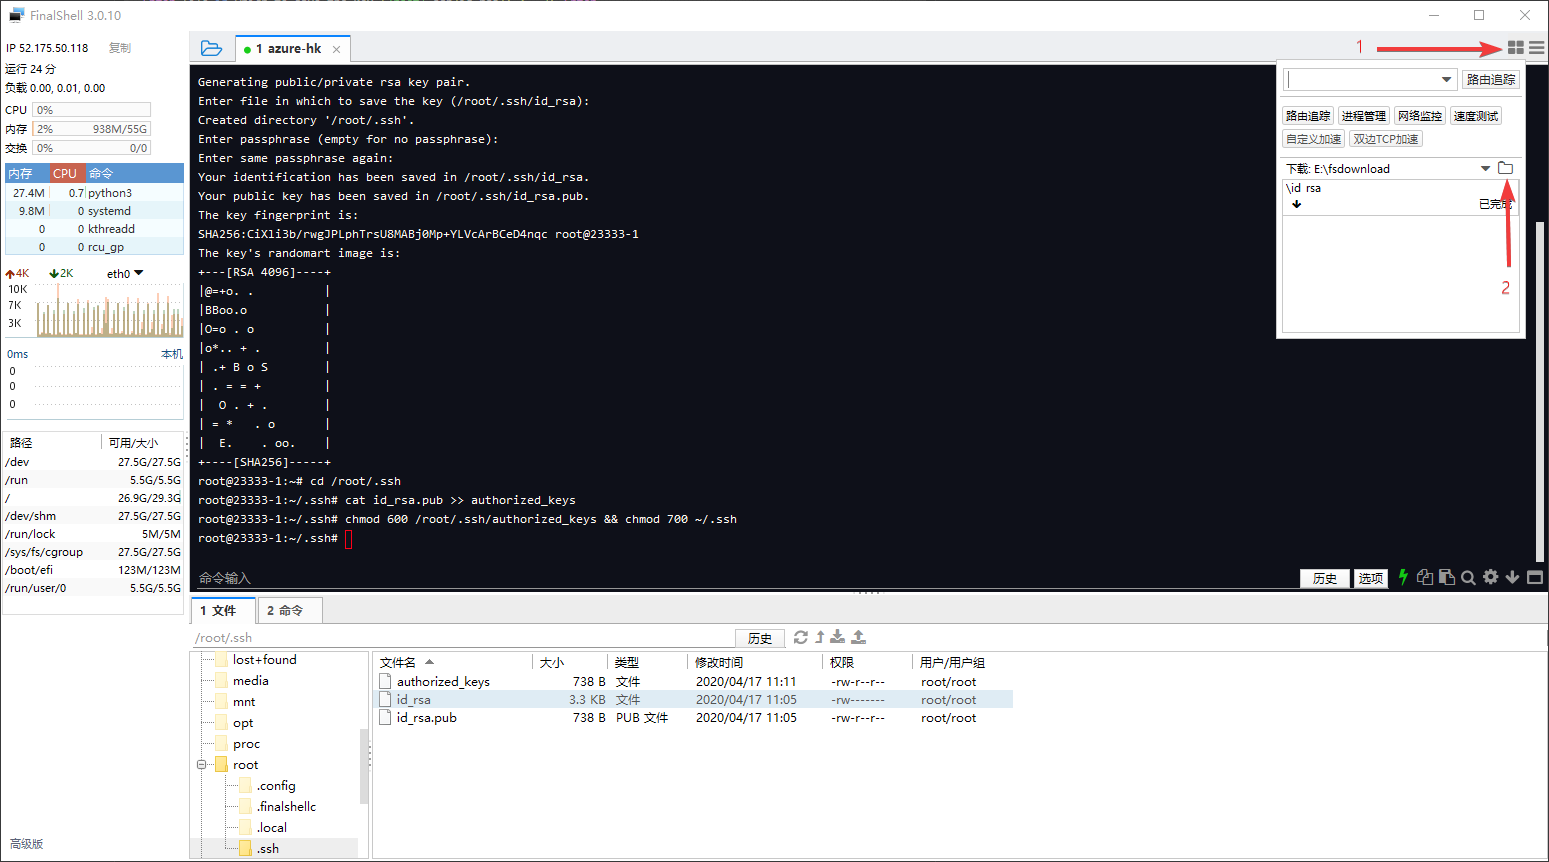 FinalShell 3.0.10
IP 52.175.50.118 复制
运行 24 分
负载 0.00, 0.01, 0.00
CPU 0%
内存 2% 938M/55G
交换 0% 0/0
内存 CPU 命令
27.4M 0.7 python3
9.8M 0 systemd
0 0 kthreadd
0 0 rcu_gp
4K 2K eth0
10K
7K
3K
0ms 本机
0
0
0
路径 可用/大小
/dev 27.5G/27.5G
/run 5.5G/5.5G
/ 26.9G/29.3G
/dev/shm 27.5G/27.5G
/run/lock 5M/5M
/sys/fs/cgroup 27.5G/27.5G
/boot/efi 123M/123M
/run/user/0 5.5G/5.5G
高级版
1 azure-hk
1
Generating public/private rsa key pair.
Enter file in which to save the key (/root/.ssh/id_rsa):
Created directory '/root/.ssh'.
Enter passphrase (empty for no passphrase):
Enter same passphrase again:
Your identification has been saved in /root/.ssh/id_rsa.
Your public key has been saved in /root/.ssh/id_rsa.pub.
The key fingerprint is:
SHA256:CiXli3b/rwgJPLphTrsU8MABj0Mp+YLVcArBCeD4nqc root@23333-1
The key's randomart image is:
+---[RSA 4096]----+
|@=+o. .          |
|BBoo.o           |
|O=o . o          |
|o*.. + .         |
| .+ B o S        |
| . = = +         |
|  O . + .        |
| = *   . o       |
|  E.    . oo.    |
+----[SHA256]-----+
root@23333-1:~# cd /root/.ssh
root@23333-1:~/.ssh# cat id_rsa.pub >> authorized_keys
root@23333-1:~/.ssh# chmod 600 /root/.ssh/authorized_keys && chmod 700 ~/.ssh
root@23333-1:~/.ssh#
命令输入
历史 选项
路由追踪
路由追踪 进程管理 网络监控 速度测试
自定义加速 双边TCP加速
下载: E:\fsdownload
\id_rsa
已完成
2
1 文件 2 命令
/root/.ssh 历史
lost+found
media
mnt
opt
proc
root
.config
.finalshellc
.local
.ssh
文件名 大小 类型 修改时间 权限 用户/用户组
authorized_keys 738 B 文件 2020/04/17 11:11 -rw-r--r-- root/root
id_rsa 3.3 KB 文件 2020/04/17 11:05 -rw------- root/root
id_rsa.pub 738 B PUB 文件 2020/04/17 11:05 -rw-r--r-- root/root